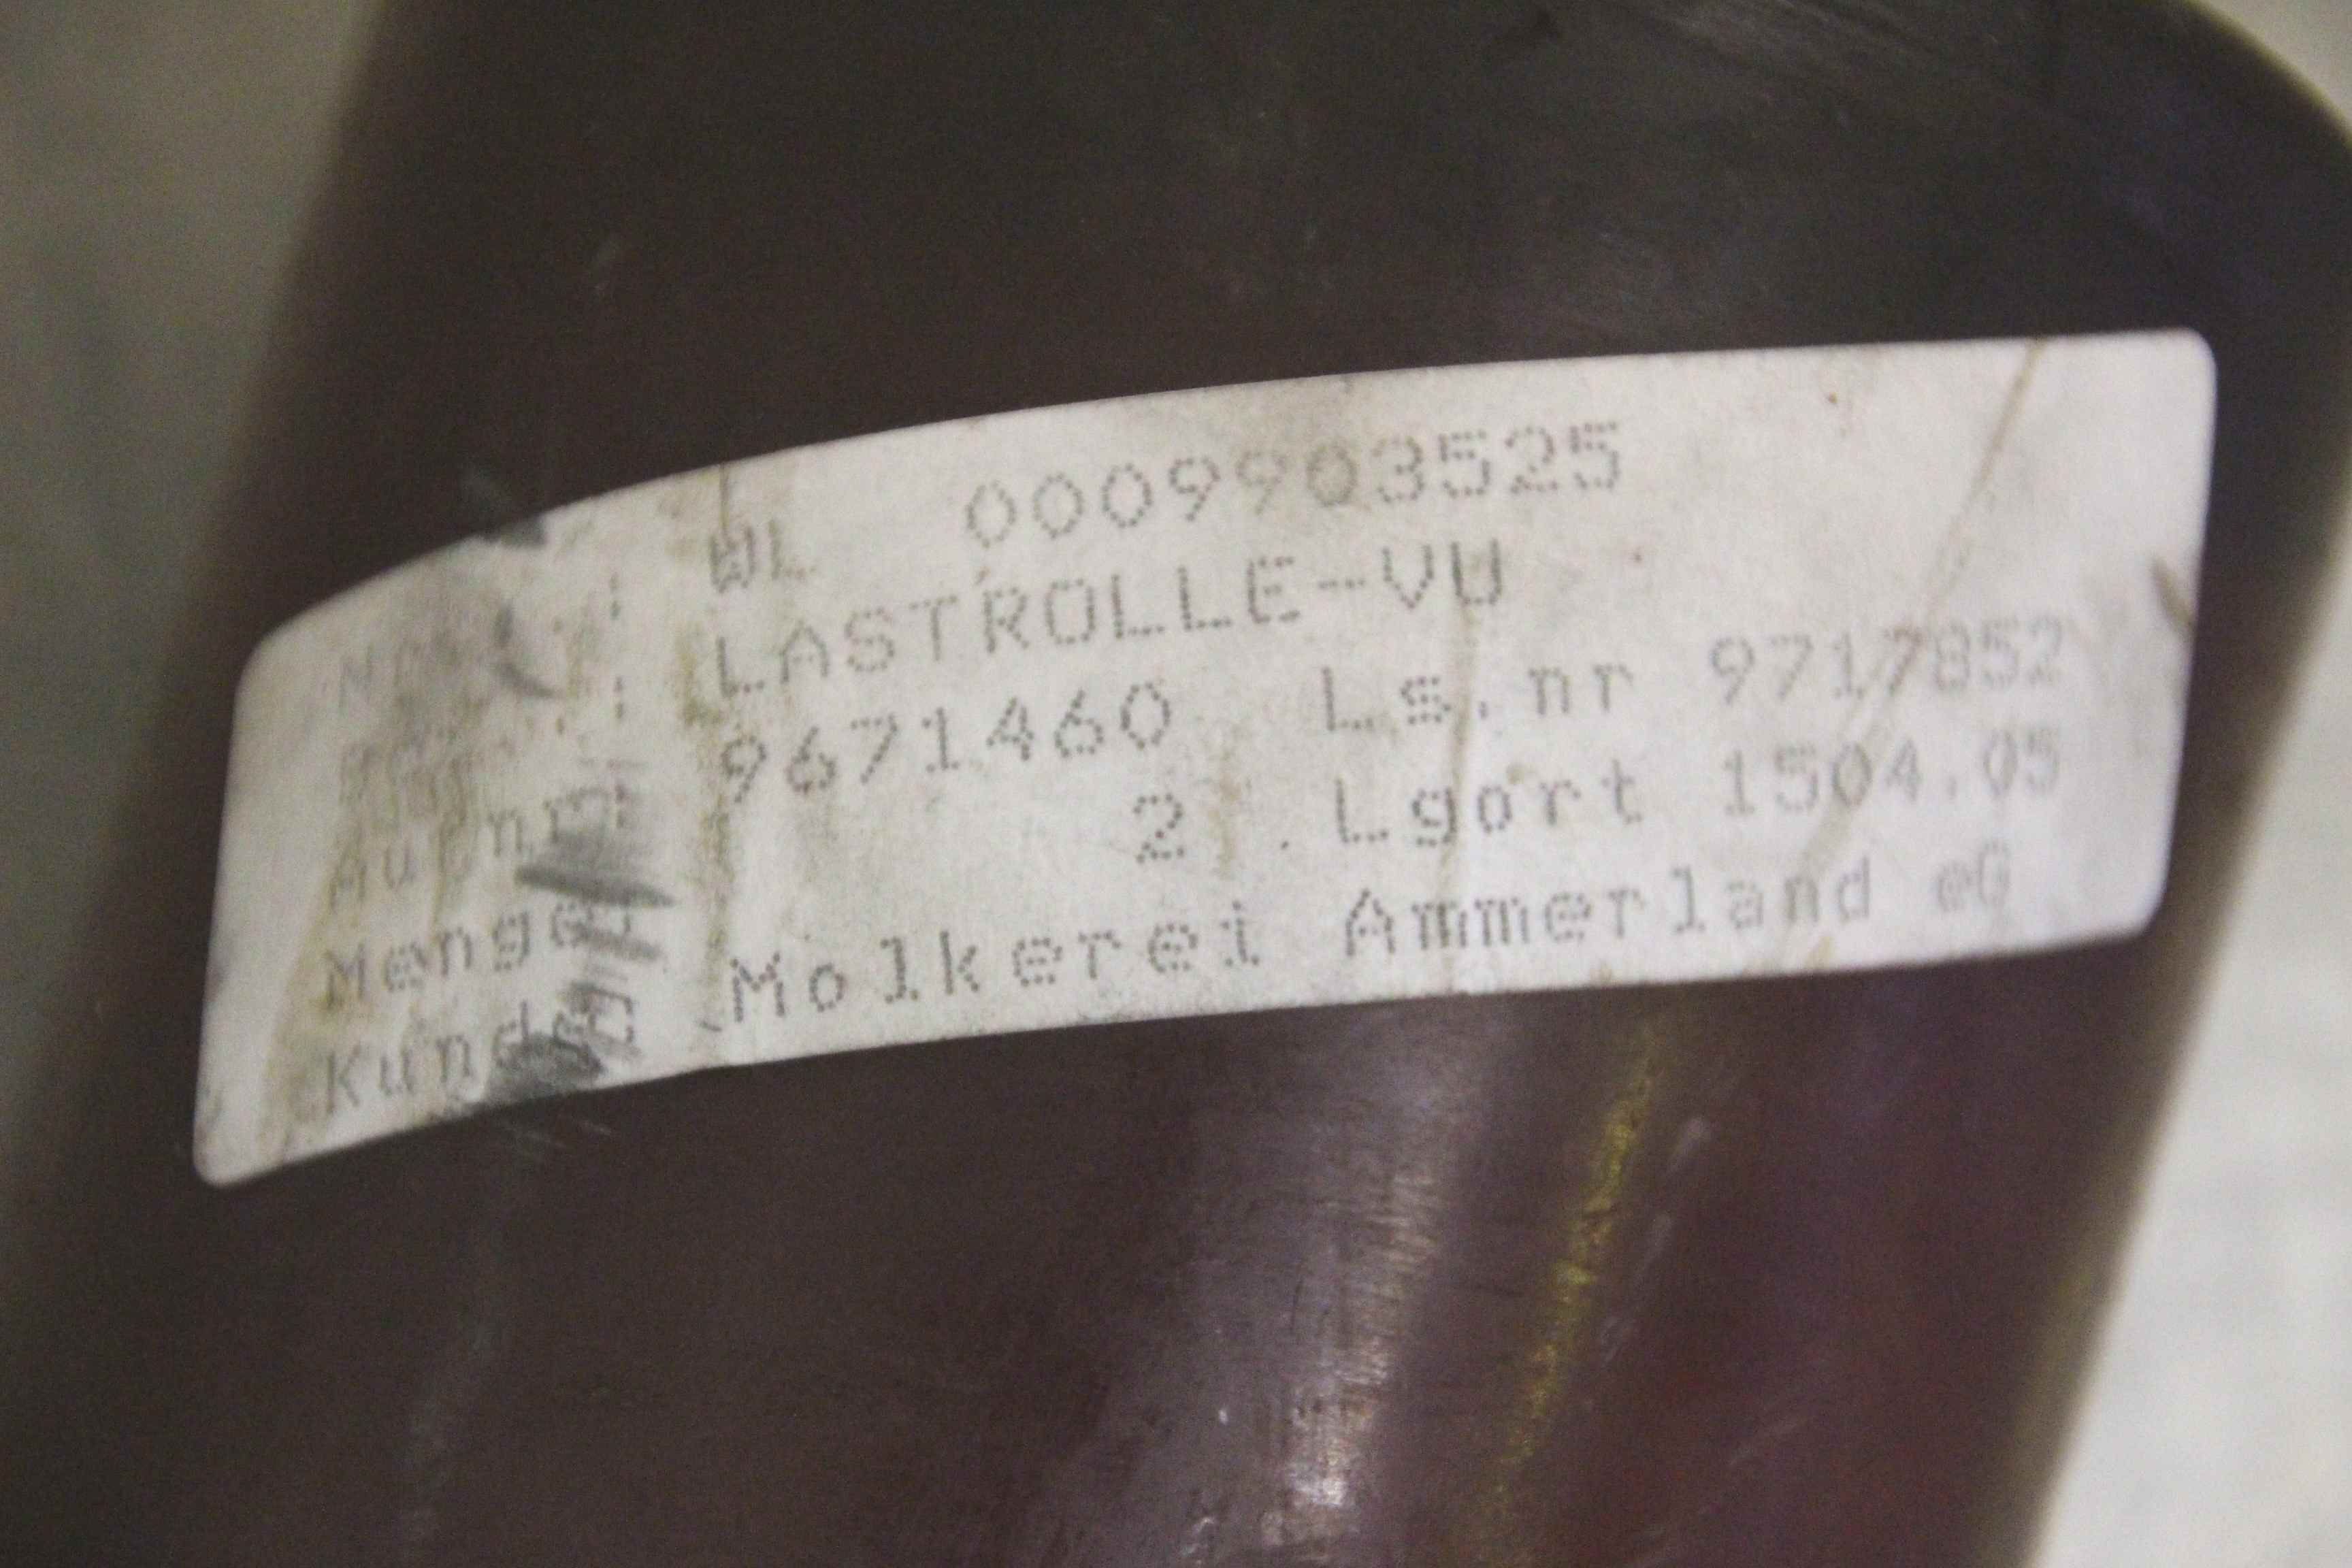 WL 0009903525
: LASTROLLE-VU
: 9671460 Ls.nr 9717852
Menge 2 Lgort 1504.05
Kunde Molkerei Ammerland eG